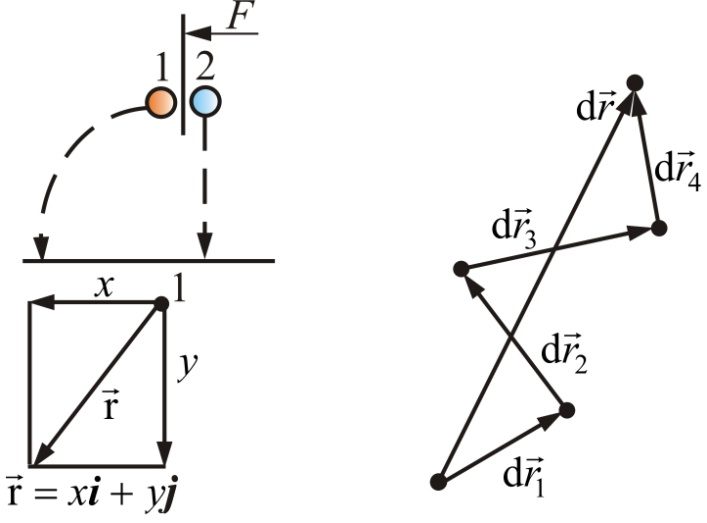 F
1 2
x 1
y
r⃗
r⃗ = xi + yj
dr⃗
dr⃗₄
dr⃗₃
dr⃗₂
dr⃗₁